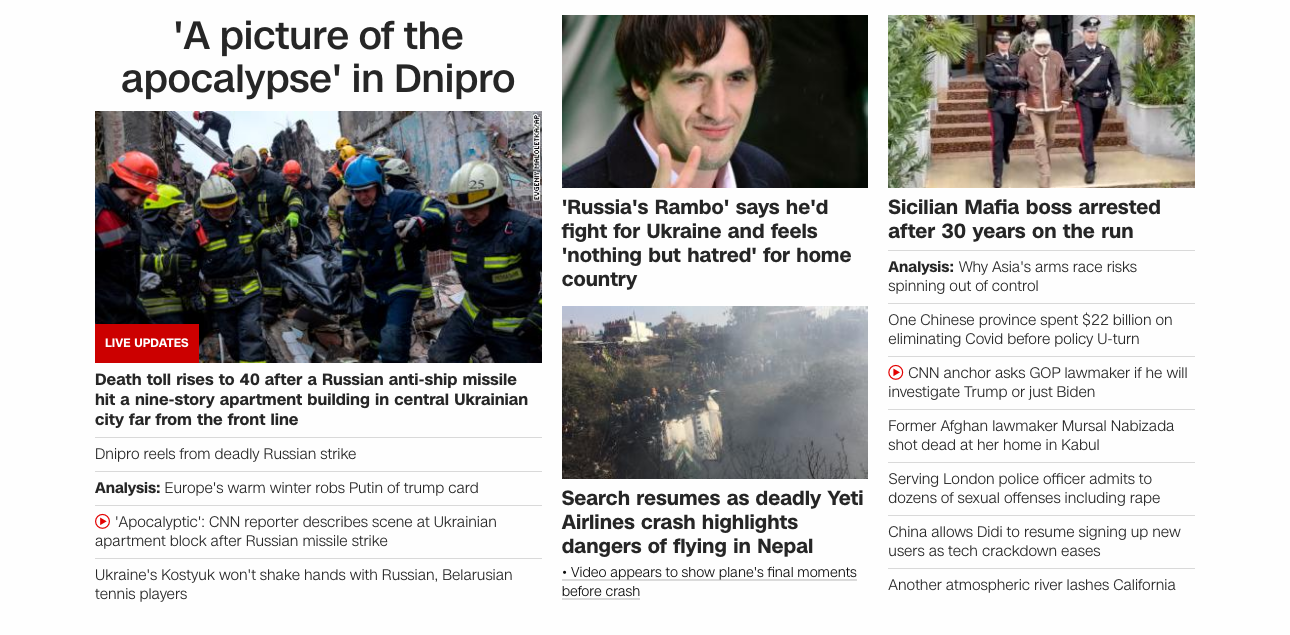 'A picture of the
apocalypse' in Dnipro
EVGENIY MALOLETKA/AP
25
LIVE UPDATES
Death toll rises to 40 after a Russian anti-ship missile
hit a nine-story apartment building in central Ukrainian
city far from the front line
Dnipro reels from deadly Russian strike
Analysis: Europe's warm winter robs Putin of trump card
'Apocalyptic': CNN reporter describes scene at Ukrainian
apartment block after Russian missile strike
Ukraine's Kostyuk won't shake hands with Russian, Belarusian
tennis players
'Russia's Rambo' says he'd
fight for Ukraine and feels
'nothing but hatred' for home
country
Search resumes as deadly Yeti
Airlines crash highlights
dangers of flying in Nepal
• Video appears to show plane's final moments
before crash
Sicilian Mafia boss arrested
after 30 years on the run
Analysis: Why Asia's arms race risks
spinning out of control
One Chinese province spent $22 billion on
eliminating Covid before policy U-turn
CNN anchor asks GOP lawmaker if he will
investigate Trump or just Biden
Former Afghan lawmaker Mursal Nabizada
shot dead at her home in Kabul
Serving London police officer admits to
dozens of sexual offenses including rape
China allows Didi to resume signing up new
users as tech crackdown eases
Another atmospheric river lashes California